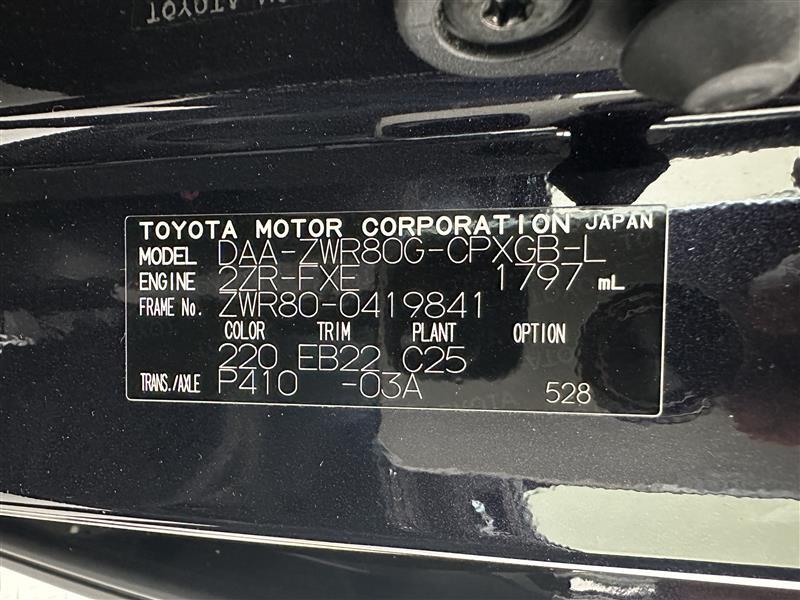 TOYOTA MOTOR CORPORATION JAPAN
MODEL DAA-ZWR80G-CPXGB-L
ENGINE 2ZR-FXE 1797 mL
FRAME No. ZWR80-0419841
COLOR TRIM PLANT OPTION
220 EB22 C25
TRANS./AXLE P410 -03A 528